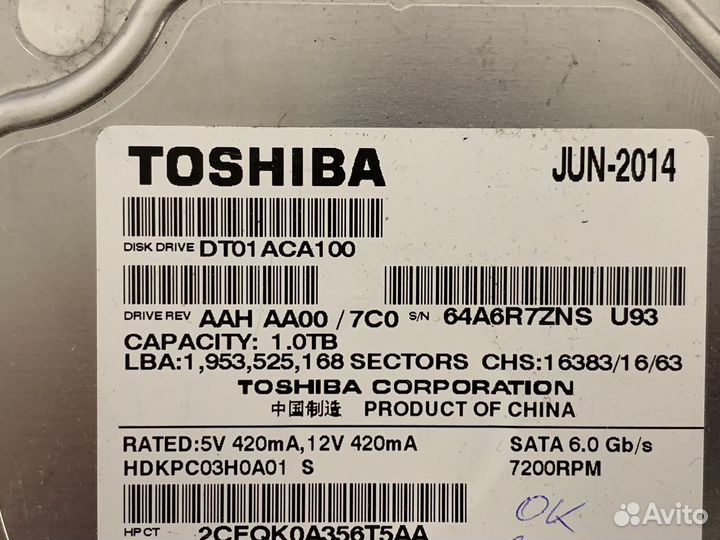 TOSHIBA JUN-2014
DISK DRIVE DT01ACA100
DRIVE REV AAH AA00 / 7C0 S/N 64A6R7ZNS U93
CAPACITY: 1.0TB
LBA:1,953,525,168 SECTORS CHS:16383/16/63
TOSHIBA CORPORATION
中国制造 PRODUCT OF CHINA
RATED:5V 420mA,12V 420mA SATA 6.0 Gb/s
HDKPC03H0A01 S 7200RPM
OK
HP CT 2CFQK0A356T5AA
Avito